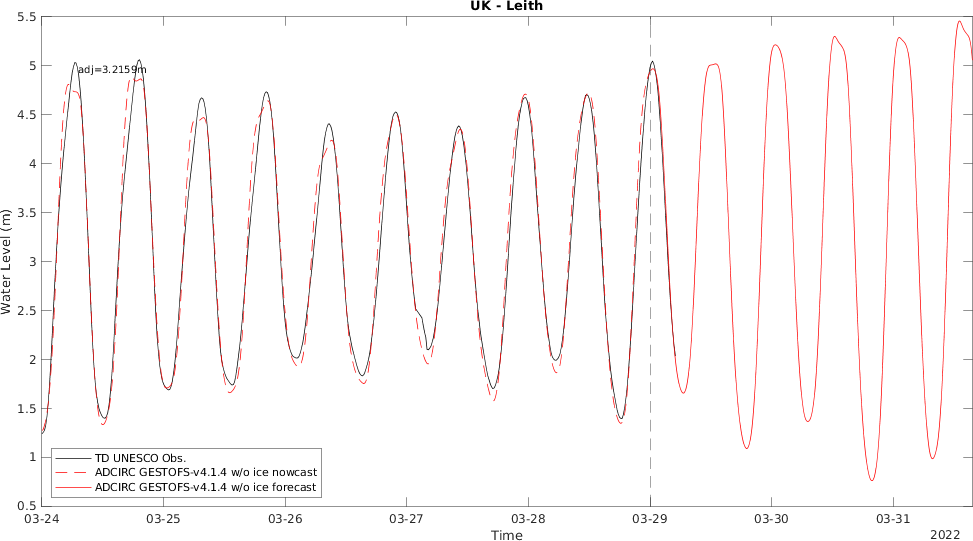 UK - Leith
5.5
5
4.5
4
3.5
3
2.5
2
1.5
1
0.5
Water Level (m)
adj=3.2159m
TD UNESCO Obs.
ADCIRC GESTOFS-v4.1.4 w/o ice nowcast
ADCIRC GESTOFS-v4.1.4 w/o ice forecast
03-24 03-25 03-26 03-27 03-28 03-29 03-30 03-31
Time
2022